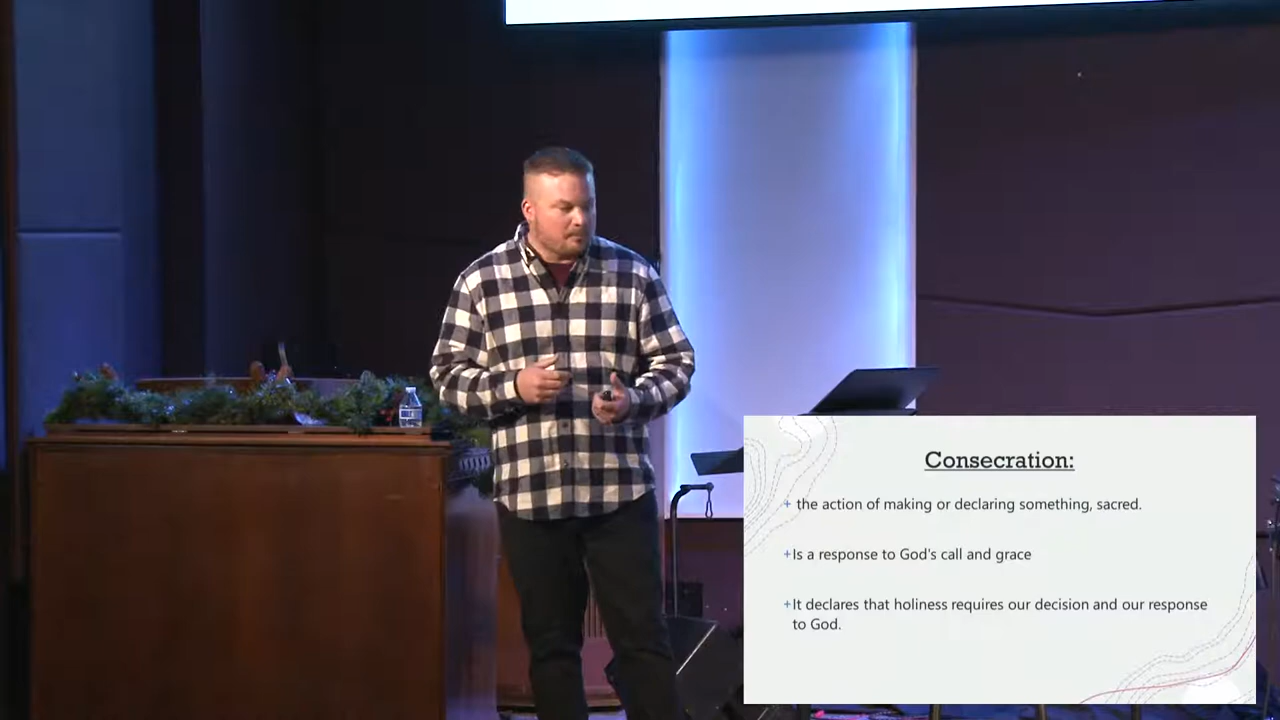 Consecration:
+ the action of making or declaring something, sacred.
+Is a response to God's call and grace
+It declares that holiness requires our decision and our response
to God.